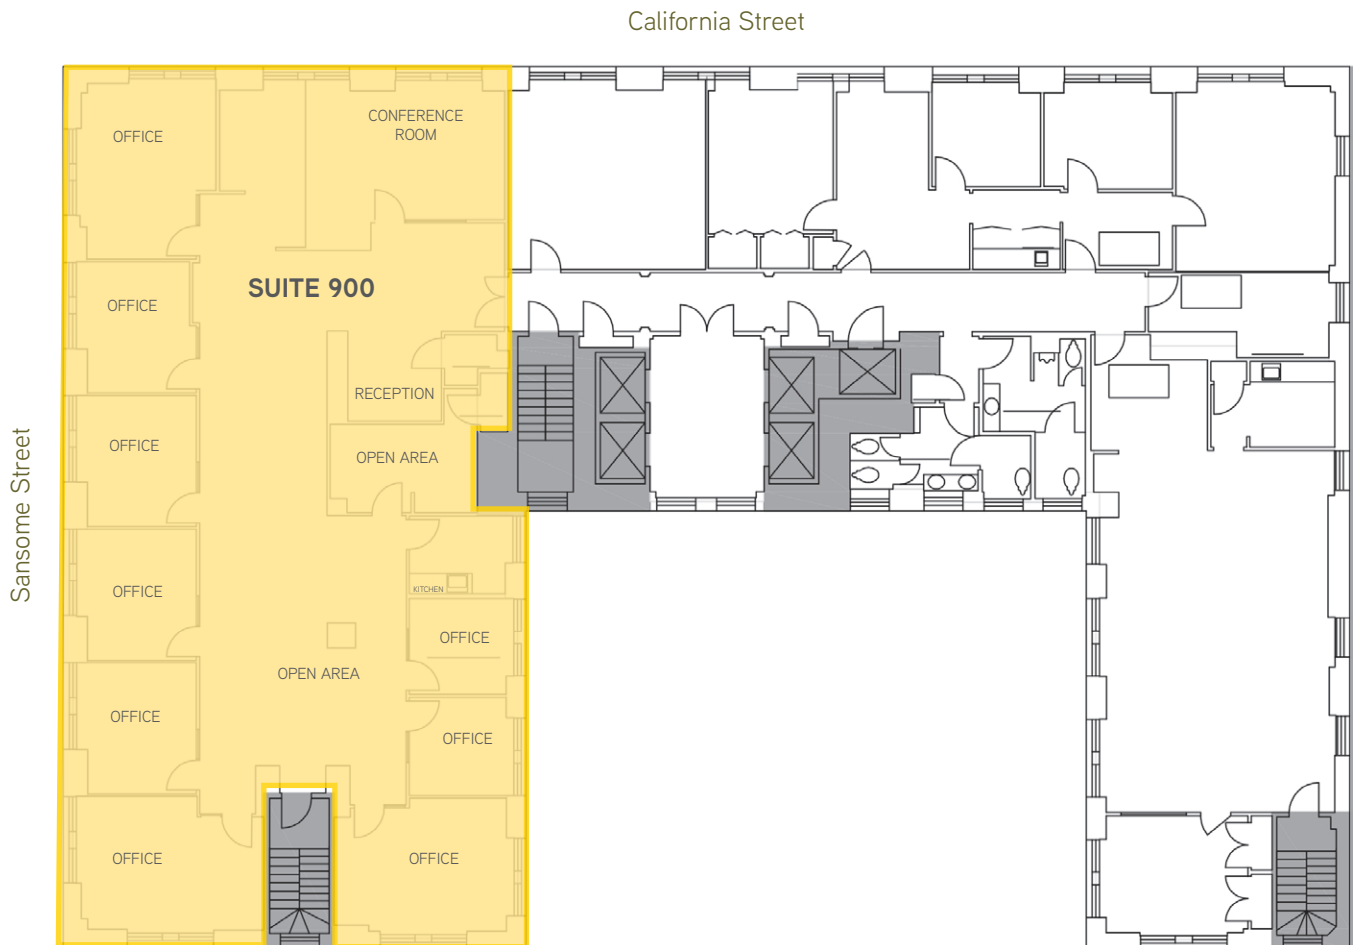 California Street
CONFERENCE
ROOM
OFFICE
SUITE 900
OFFICE
RECEPTION
OFFICE
OPEN AREA
Sansome Street
OFFICE
KITCHEN
OFFICE
OPEN AREA
OFFICE
OFFICE
OFFICE
OFFICE